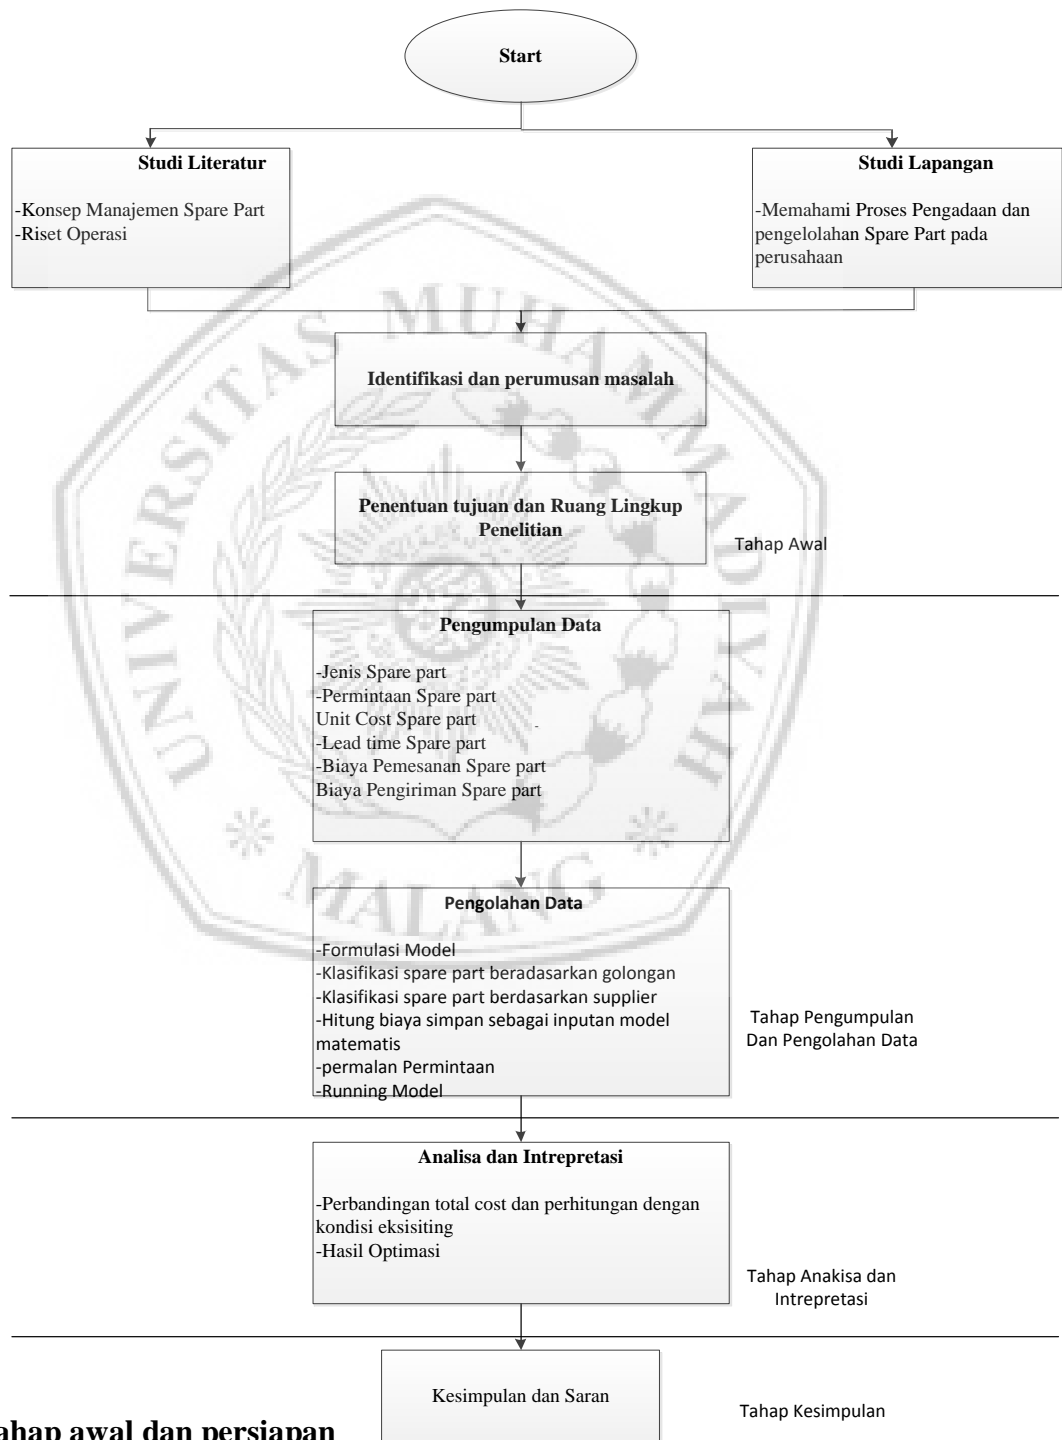 Start
Studi Literatur
-Konsep Manajemen Spare Part
-Riset Operasi
Studi Lapangan
-Memahami Proses Pengadaan dan
pengelolahan Spare Part pada
perusahaan
UNIVERSITAS MUHAMMADIYAH
MALANG
Identifikasi dan perumusan masalah
Penentuan tujuan dan Ruang Lingkup
Penelitian
Tahap Awal
Pengumpulan Data
-Jenis Spare part
-Permintaan Spare part
Unit Cost Spare part
-Lead time Spare part
-Biaya Pemesanan Spare part
Biaya Pengiriman Spare part
Pengolahan Data
-Formulasi Model
-Klasifikasi spare part beradasarkan golongan
-Klasifikasi spare part berdasarkan supplier
-Hitung biaya simpan sebagai inputan model
matematis
-permalan Permintaan
-Running Model
Tahap Pengumpulan
Dan Pengolahan Data
Analisa dan Intrepretasi
-Perbandingan total cost dan perhitungan dengan
kondisi eksisiting
-Hasil Optimasi
Tahap Anakisa dan
Intrepretasi
Kesimpulan dan Saran
Tahap Kesimpulan
ahap awal dan persiapan